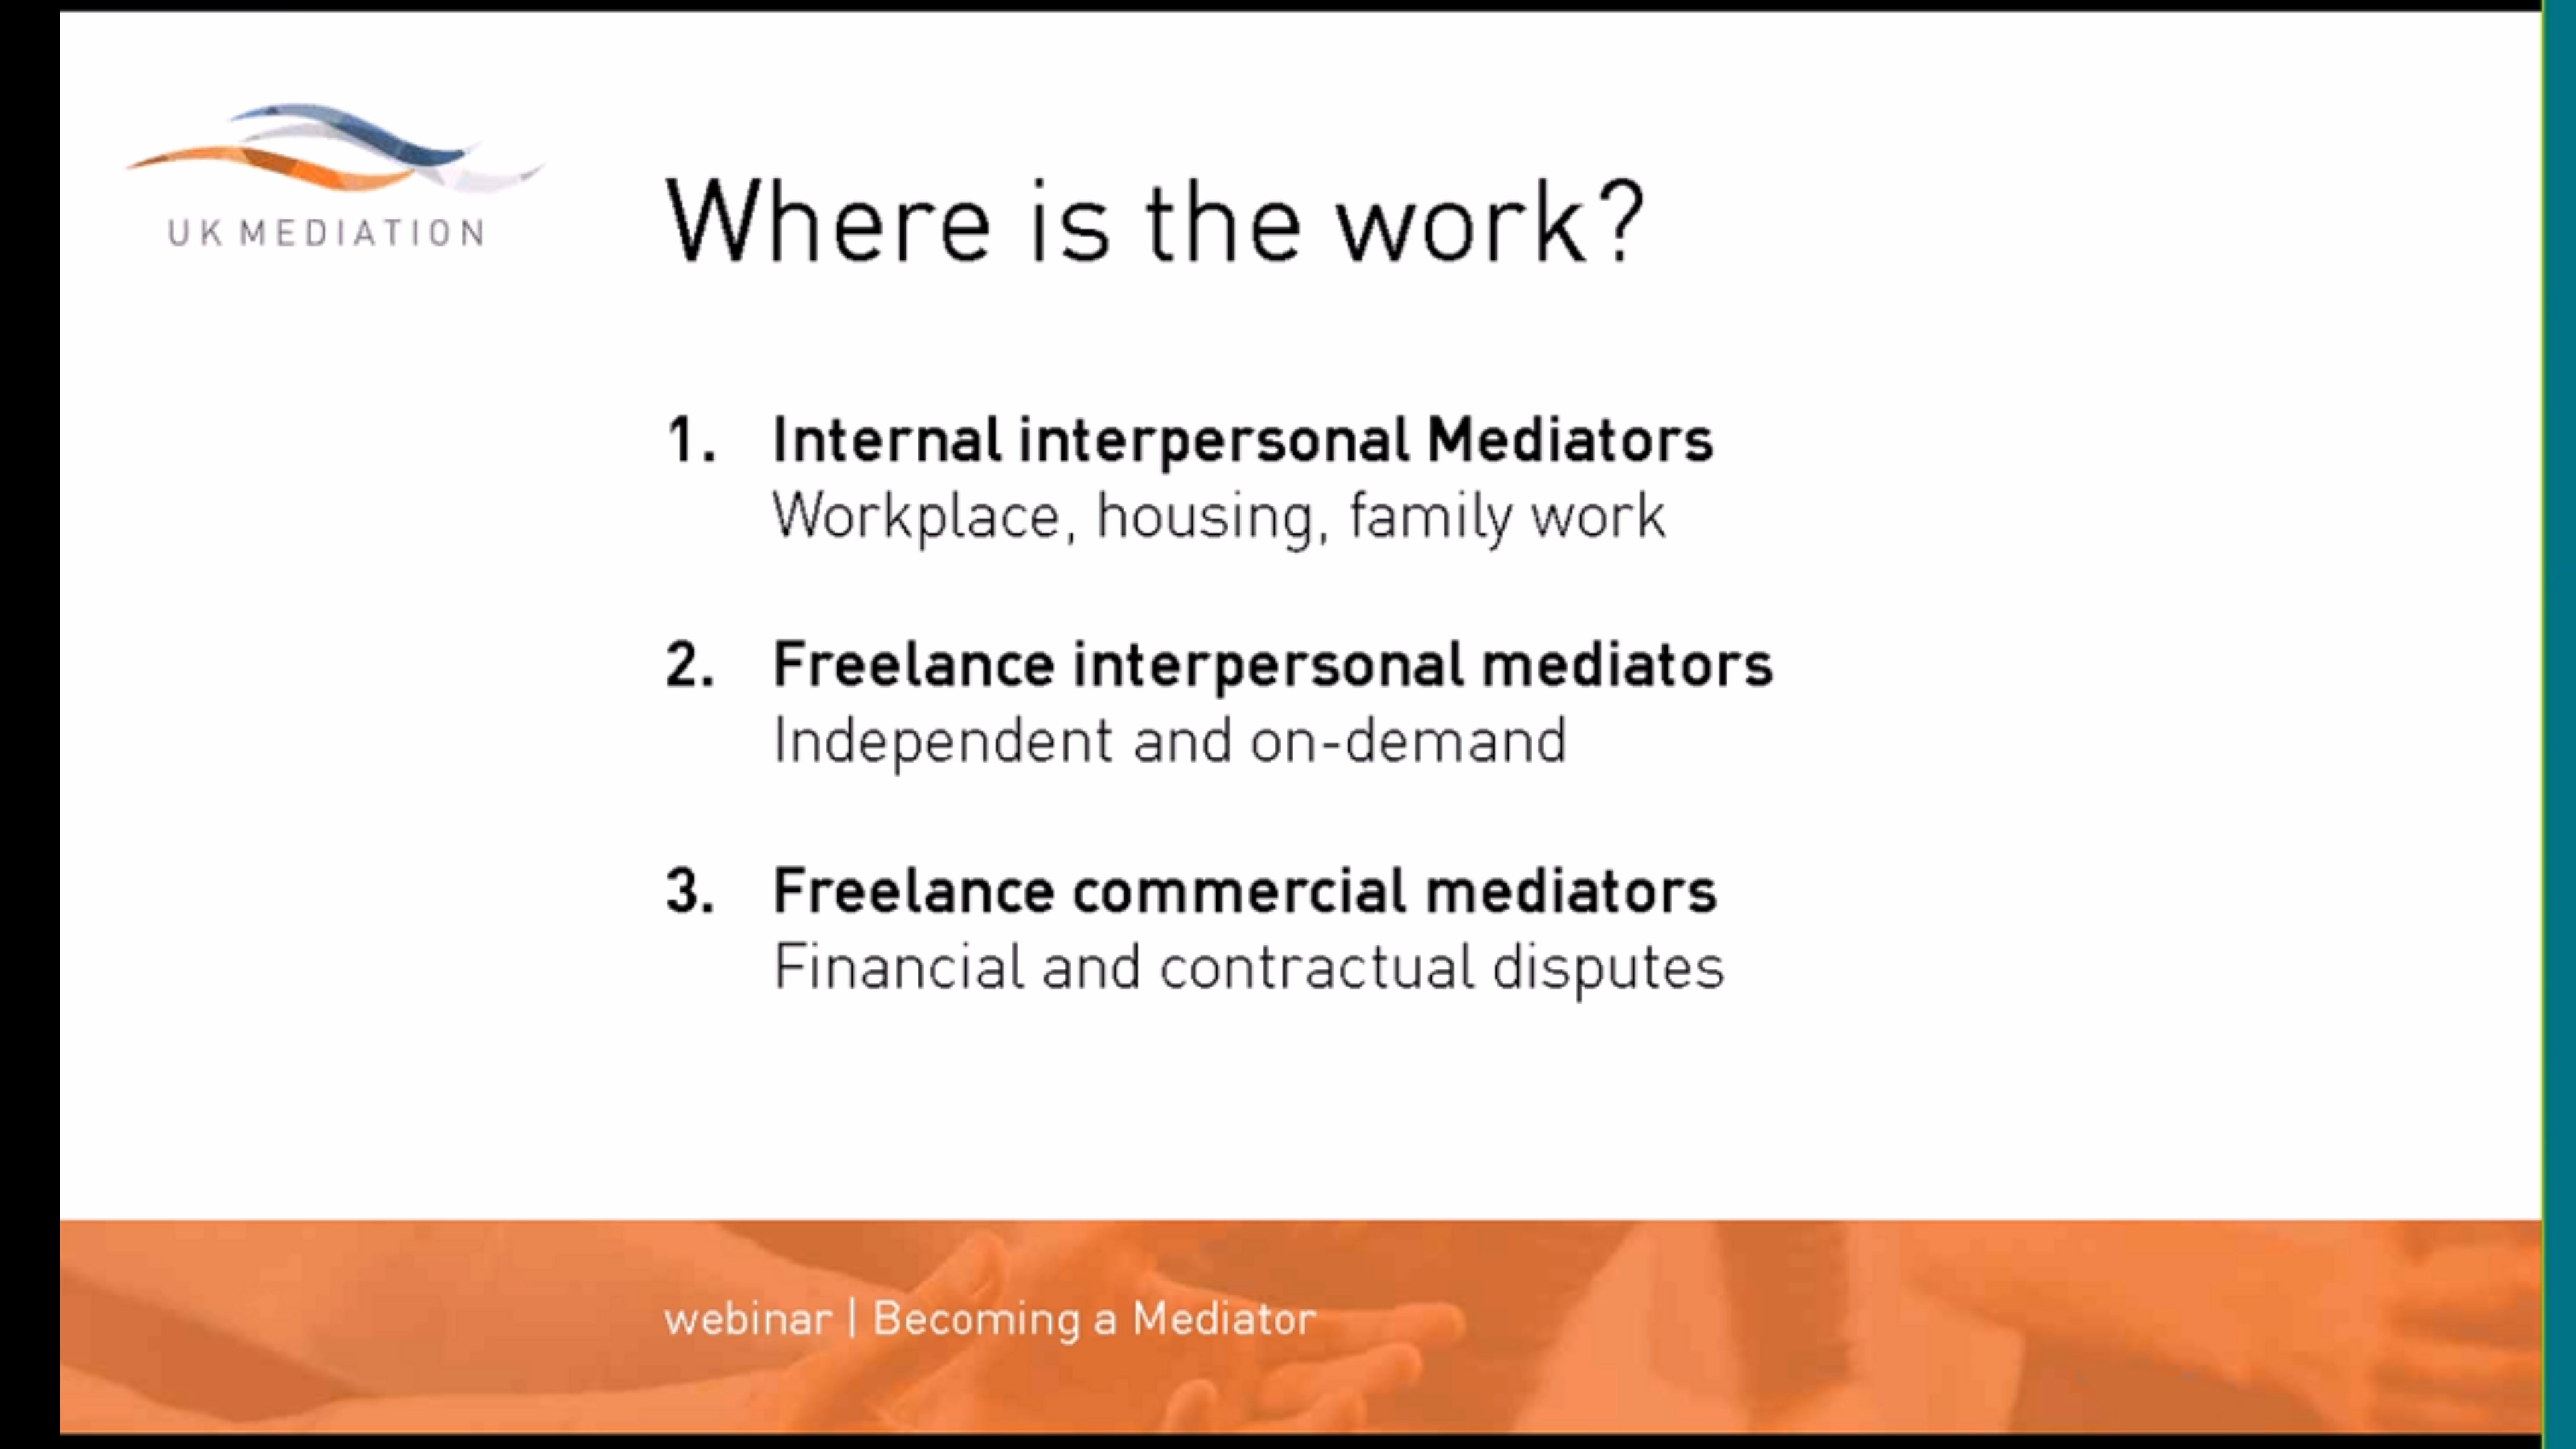 UK MEDIATION
Where is the work?
1. Internal interpersonal Mediators
Workplace, housing, family work
2. Freelance interpersonal mediators
Independent and on-demand
3. Freelance commercial mediators
Financial and contractual disputes
webinar | Becoming a Mediator